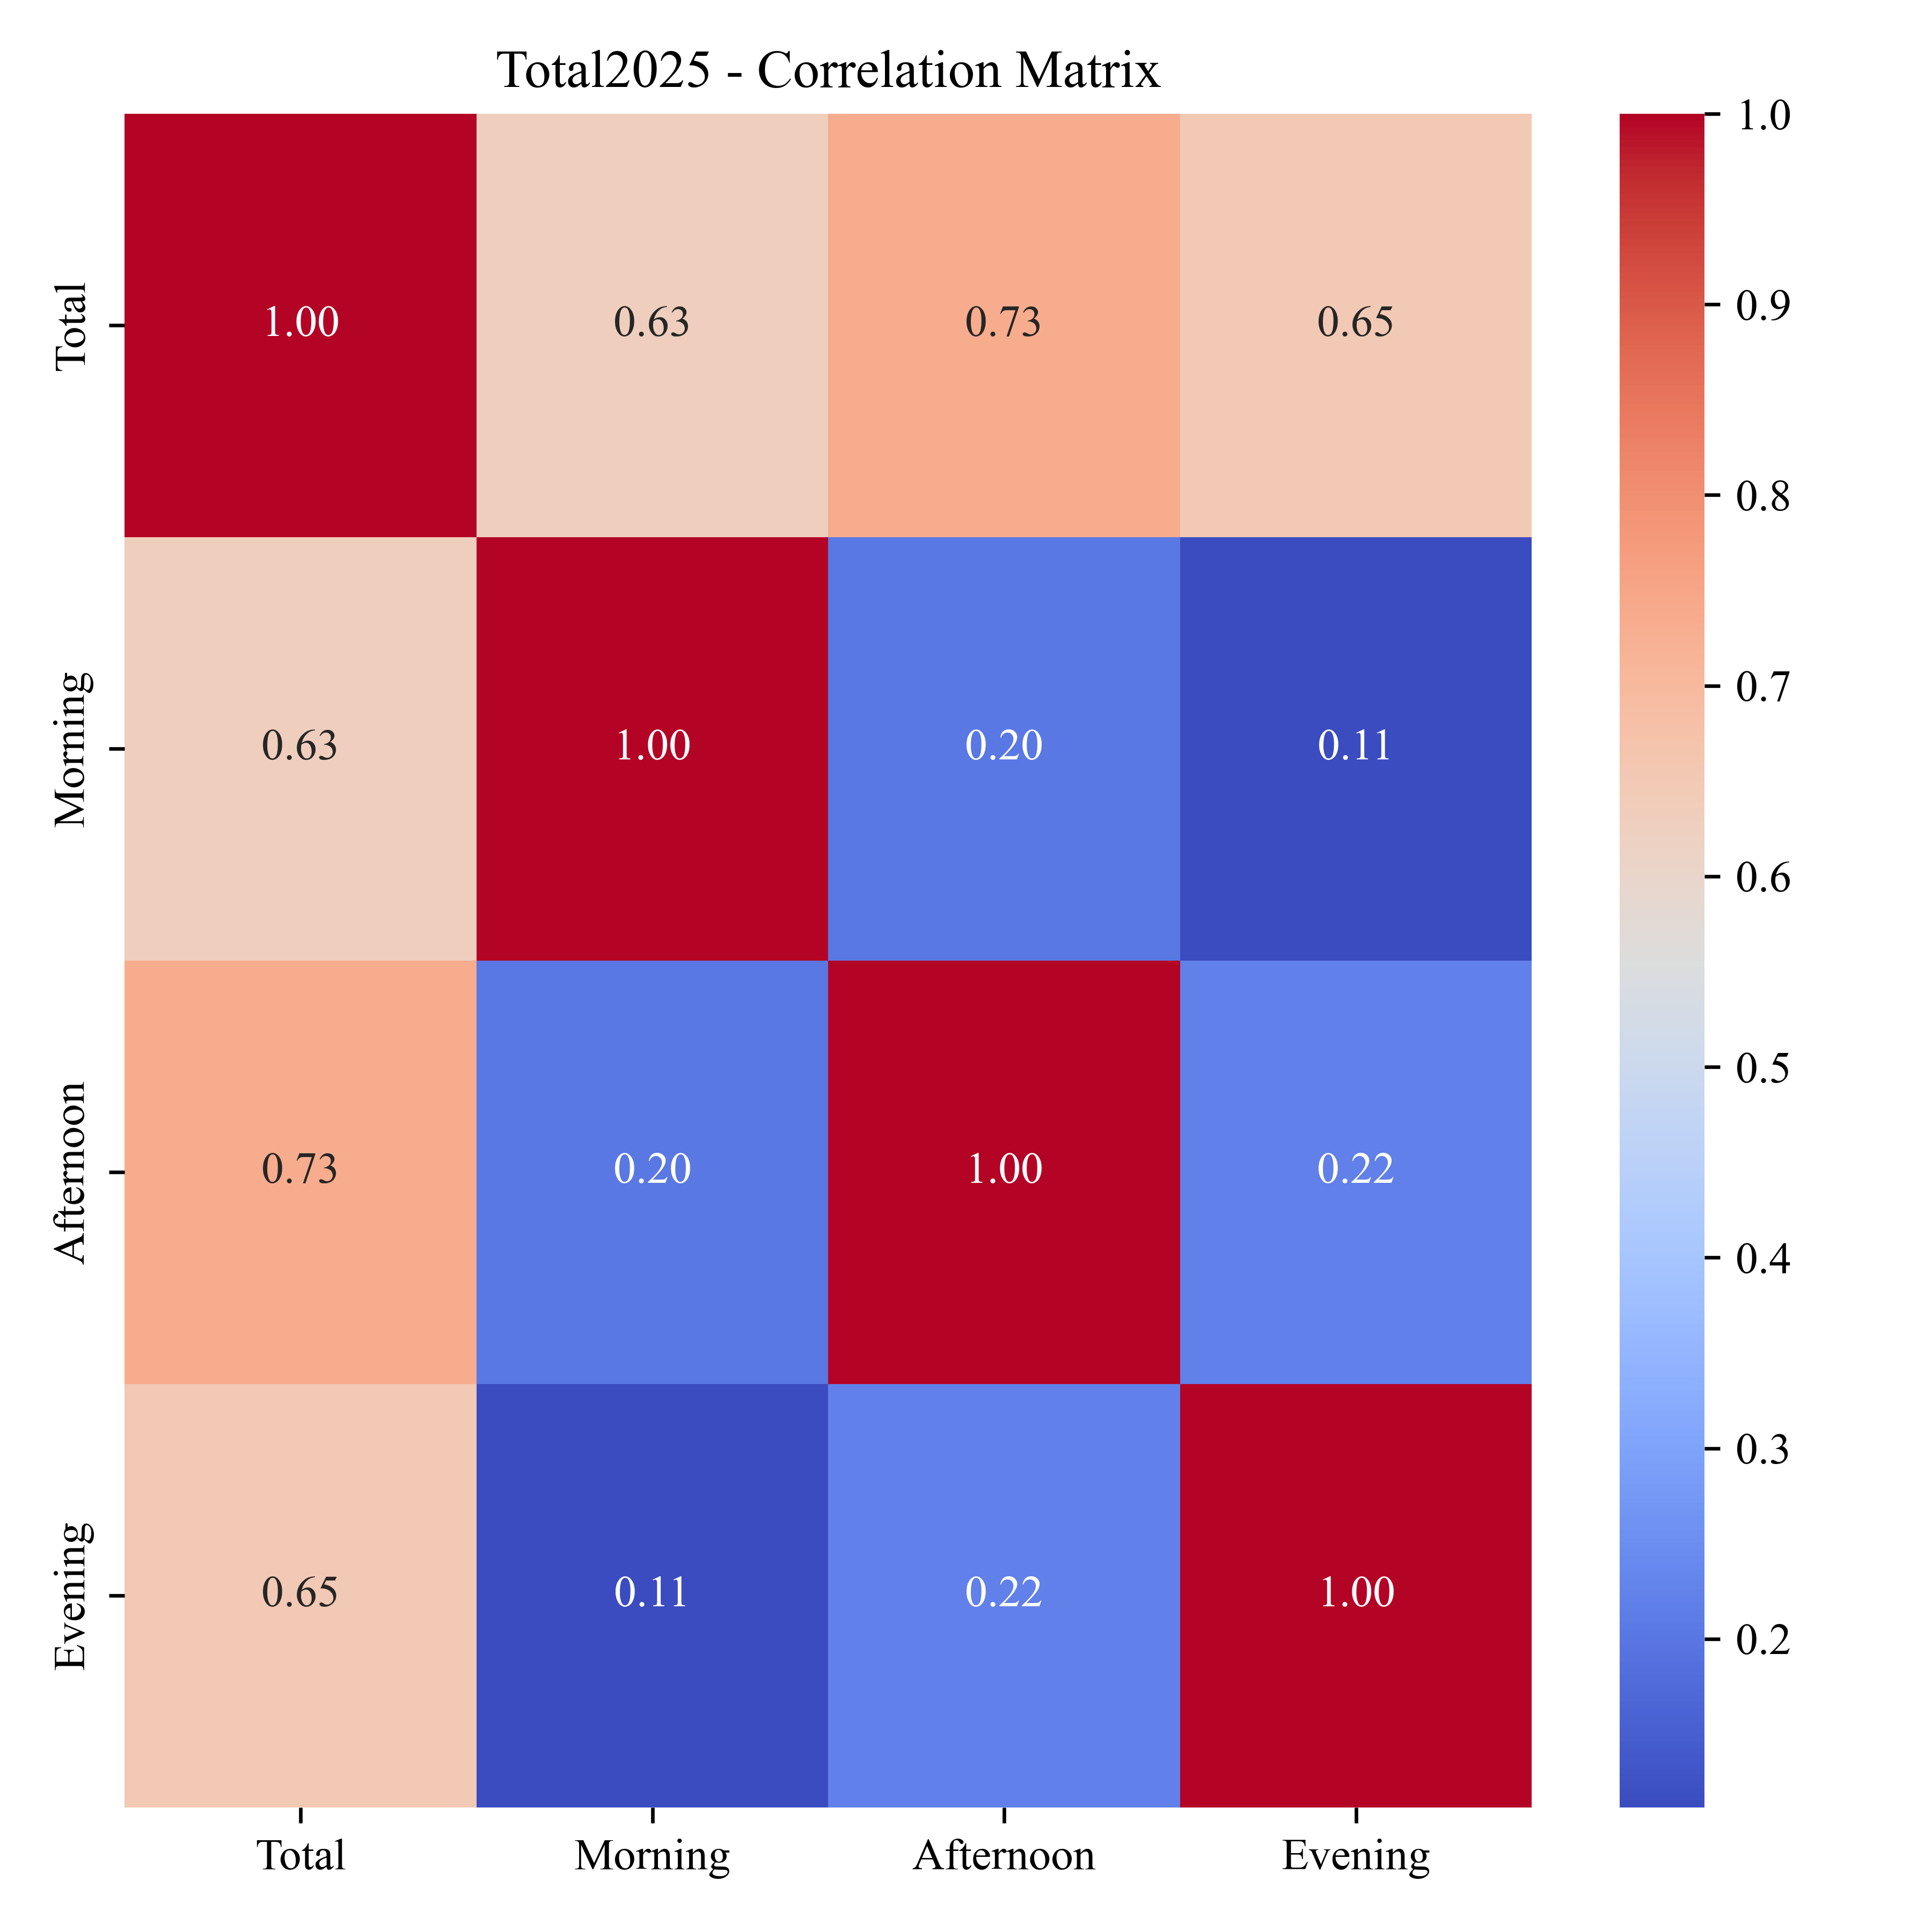 Total2025 - Correlation Matrix
Total 1.00 0.63 0.73 0.65
Morning 0.63 1.00 0.20 0.11
Afternoon 0.73 0.20 1.00 0.22
Evening 0.65 0.11 0.22 1.00
Total Morning Afternoon Evening
1.0
0.9
0.8
0.7
0.6
0.5
0.4
0.3
0.2